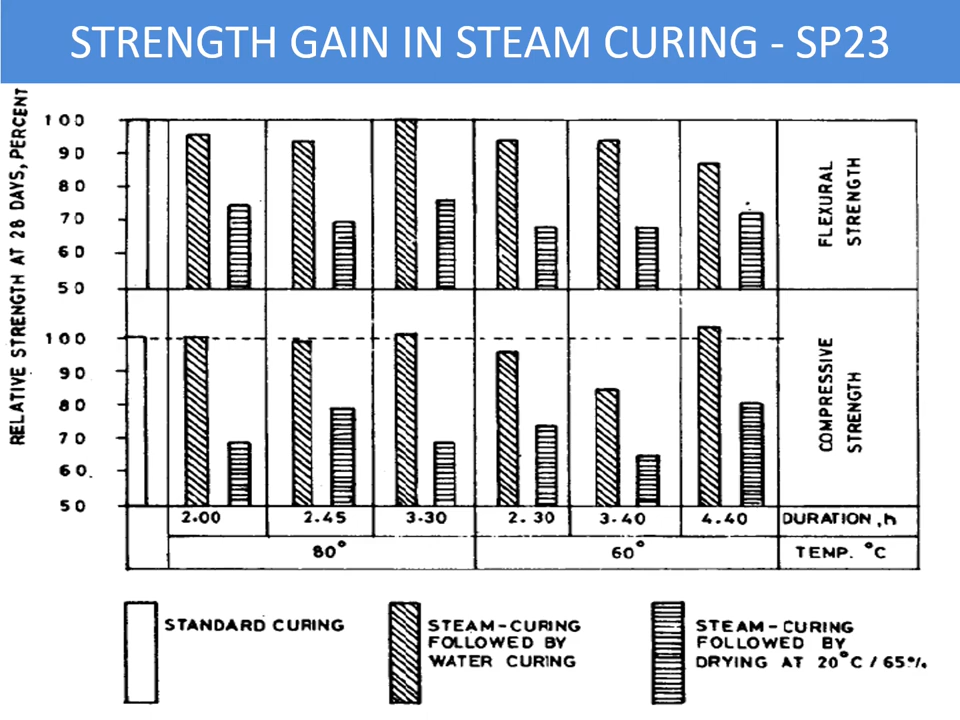 STRENGTH GAIN IN STEAM CURING - SP23
RELATIVE STRENGTH AT 28 DAYS, PERCENT
100
90
80
70
60
50
FLEXURAL
STRENGTH
100
90
80
70
60.
50
COMPRESSIVE
STRENGTH
2.00 2.45 3.30 2.30 3.40 4.40 DURATION, h
80° 60° TEMP. °C
STANDARD CURING
STEAM-CURING
FOLLOWED BY
WATER CURING
STEAM-CURING
FOLLOWED BY
DRYING AT 20°C / 65%